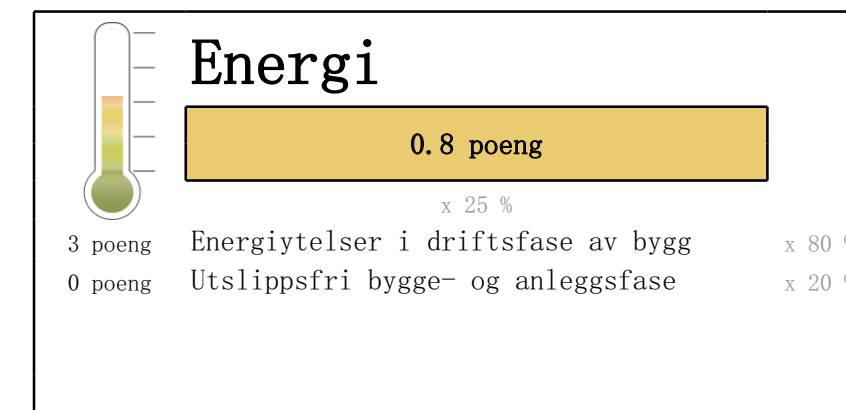 Energi
0.8 poeng
x 25 %
3 poeng Energiytelser i driftsfase av bygg x 80
0 poeng Utslippsfri bygge- og anleggsfase x 20